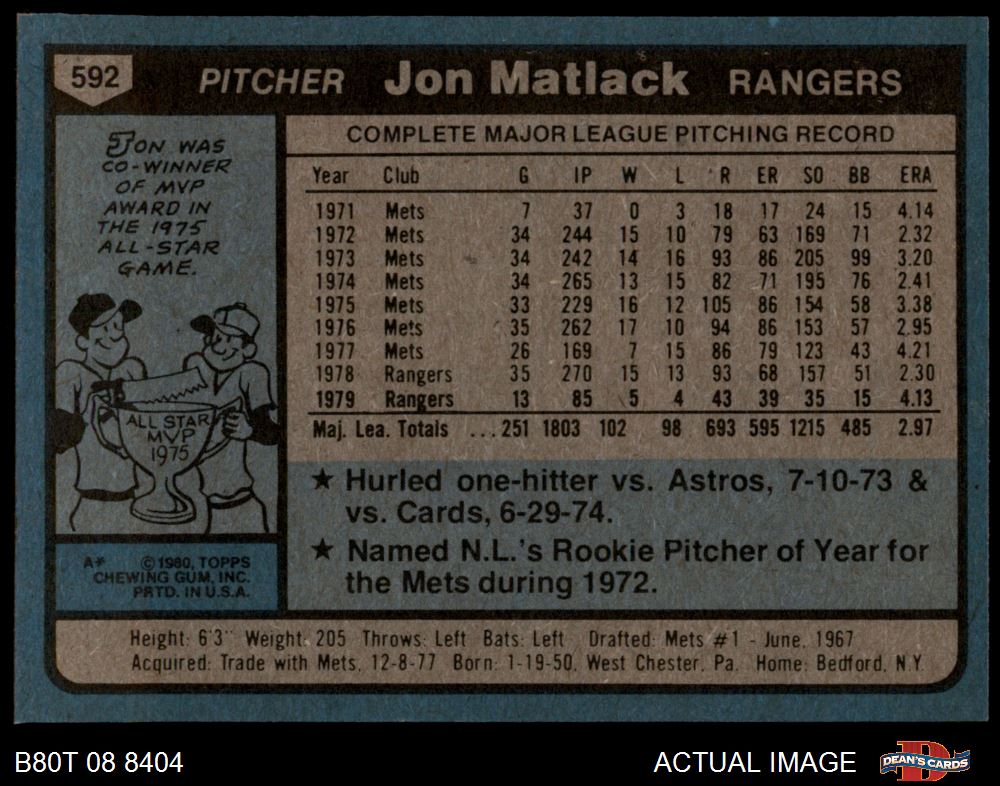 592 PITCHER Jon Matlack RANGERS
JON WAS
CO-WINNER
OF MVP
AWARD IN
THE 1975
ALL-STAR
GAME.
ALL STAR
MVP
1975
A* ©1980, TOPPS
CHEWING GUM, INC.
PRTD. IN U.S.A.
COMPLETE MAJOR LEAGUE PITCHING RECORD
Year Club G IP W L R ER SO BB ERA
1971 Mets 7 37 0 3 18 17 24 15 4.14
1972 Mets 34 244 15 10 79 63 169 71 2.32
1973 Mets 34 242 14 16 93 86 205 99 3.20
1974 Mets 34 265 13 15 82 71 195 76 2.41
1975 Mets 33 229 16 12 105 86 154 58 3.38
1976 Mets 35 262 17 10 94 86 153 57 2.95
1977 Mets 26 169 7 15 86 79 123 43 4.21
1978 Rangers 35 270 15 13 93 68 157 51 2.30
1979 Rangers 13 85 5 4 43 39 35 15 4.13
Maj. Lea. Totals ...251 1803 102 98 693 595 1215 485 2.97
★ Hurled one-hitter vs. Astros, 7-10-73 &
vs. Cards, 6-29-74.
★ Named N.L.'s Rookie Pitcher of Year for
the Mets during 1972.
Height: 6'3" Weight: 205 Throws: Left Bats: Left Drafted: Mets #1 - June, 1967
Acquired: Trade with Mets, 12-8-77 Born: 1-19-50, West Chester, Pa. Home: Bedford, N.Y.
B80T 08 8404 ACTUAL IMAGE D DEAN'S CARDS